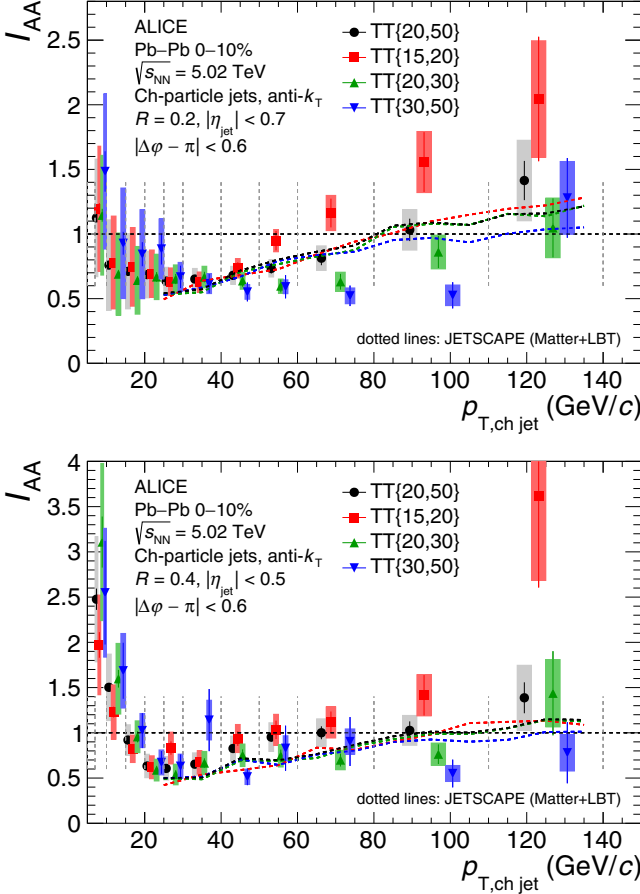 I_AA
2.5
2
1.5
1
0.5
0
ALICE
Pb–Pb 0–10%
√s_NN = 5.02 TeV
Ch-particle jets, anti-k_T
R = 0.2, |η_jet| < 0.7
|Δφ − π| < 0.6
TT{20,50}
TT{15,20}
TT{20,30}
TT{30,50}
dotted lines: JETSCAPE (Matter+LBT)
20 40 60 80 100 120 140
p_T,ch jet (GeV/c)
I_AA
4
3.5
3
2.5
2
1.5
1
0.5
0
ALICE
Pb–Pb 0–10%
√s_NN = 5.02 TeV
Ch-particle jets, anti-k_T
R = 0.4, |η_jet| < 0.5
|Δφ − π| < 0.6
TT{20,50}
TT{15,20}
TT{20,30}
TT{30,50}
dotted lines: JETSCAPE (Matter+LBT)
20 40 60 80 100 120 140
p_T,ch jet (GeV/c)